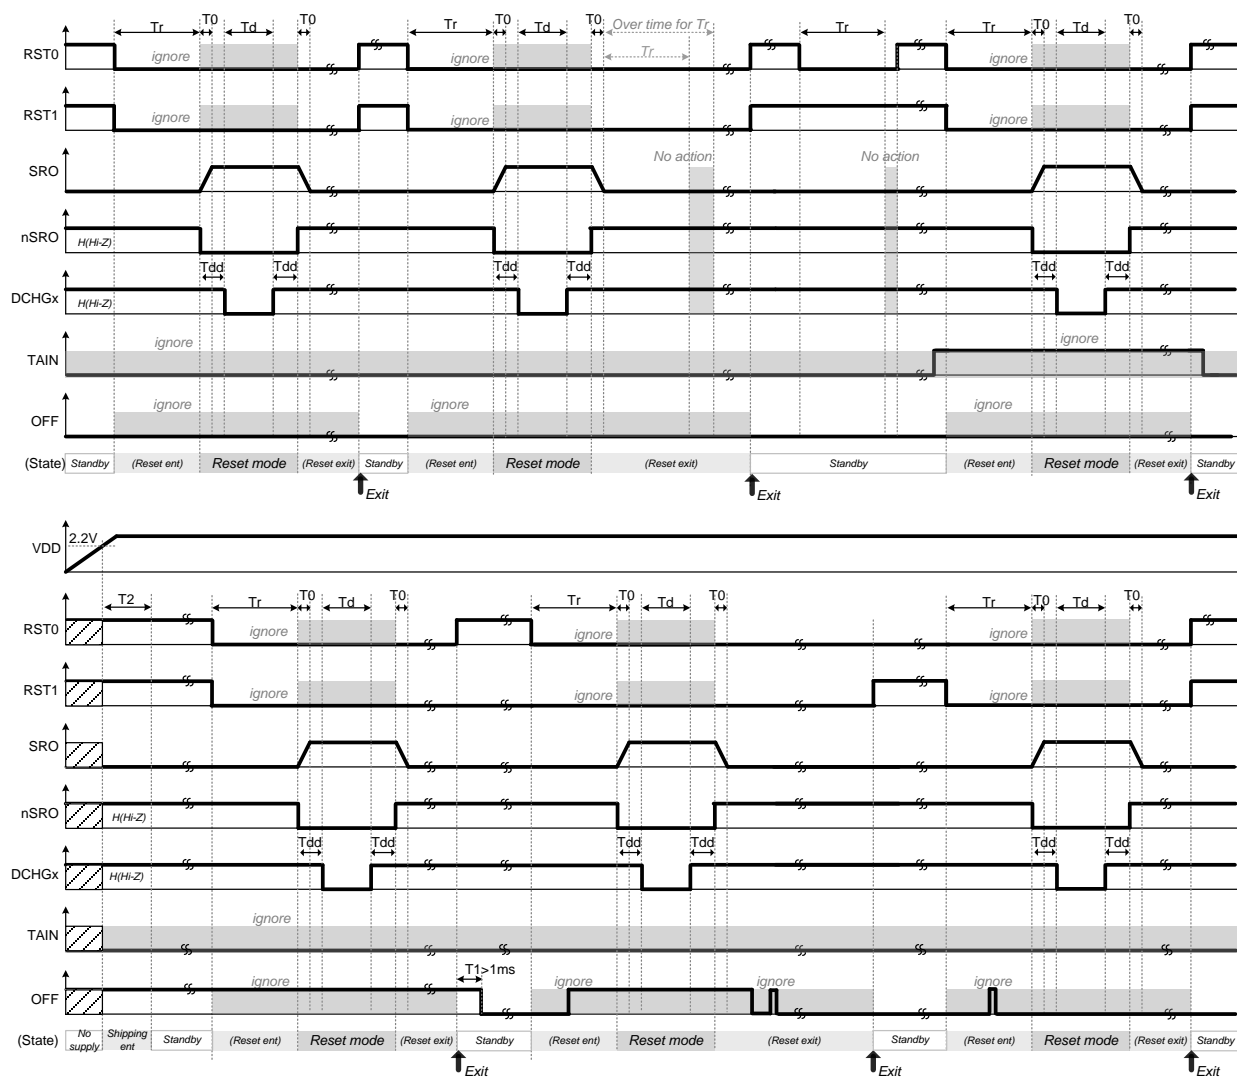 T0 T0 Over time for Tr T0
Tr Td Tr Td Tr Tr Td
RST0 ignore ignore Tr ignore
RST1 ignore ignore ignore
SRO No action No action
nSRO H(Hi-Z)
Tdd Tdd Tdd Tdd Tdd Tdd
DCHGx H(Hi-Z)
TAIN ignore ignore
OFF ignore ignore ignore
(State) Standby (Reset ent) Reset mode (Reset exit) Standby (Reset ent) Reset mode (Reset exit) Standby (Reset ent) Reset mode (Reset exit) Standby
Exit Exit Exit
VDD 2.2V
T2 Tr T0 Td T0 Tr T0 Td T0 Tr T0 Td T0
RST0 ignore ignore ignore
RST1 ignore ignore ignore
SRO
nSRO H(Hi-Z)
Tdd Tdd Tdd Tdd Tdd Tdd
DCHGx H(Hi-Z)
TAIN ignore
T1>1ms
OFF ignore ignore ignore ignore
(State) No supply Shipping ent Standby (Reset ent) Reset mode (Reset exit) Standby (Reset ent) Reset mode (Reset exit) Standby (Reset ent) Reset mode (Reset exit) Standby
Exit Exit Exit